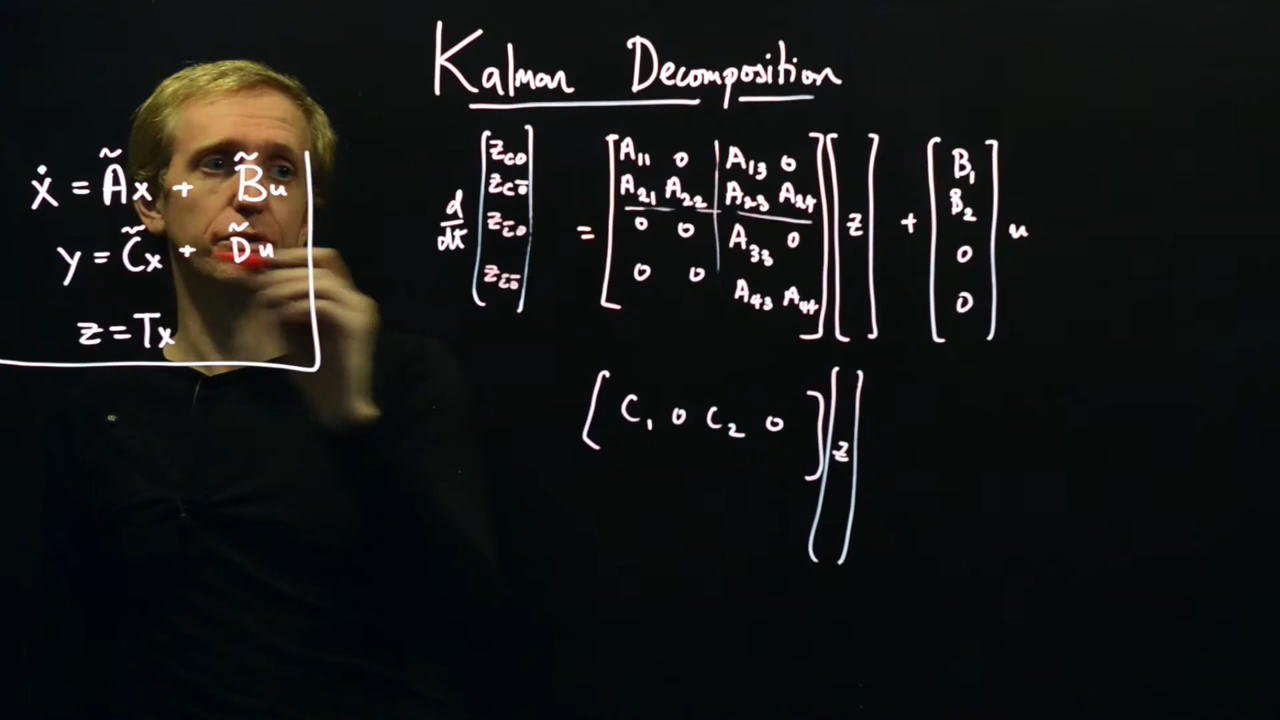 Kalman Decomposition
ẋ = Ãx + B̃u
y = C̃x + D̃u
z = Tx
d/dt [z_co; z_cō; z_c̄o; z_c̄ō] = [A₁₁ 0 A₁₃ 0; A₂₁ A₂₂ A₂₃ A₂₄; 0 0 A₃₃ 0; 0 0 A₄₃ A₄₄] [z] + [B₁; B₂; 0; 0] u
[C₁ 0 C₂ 0] [z]